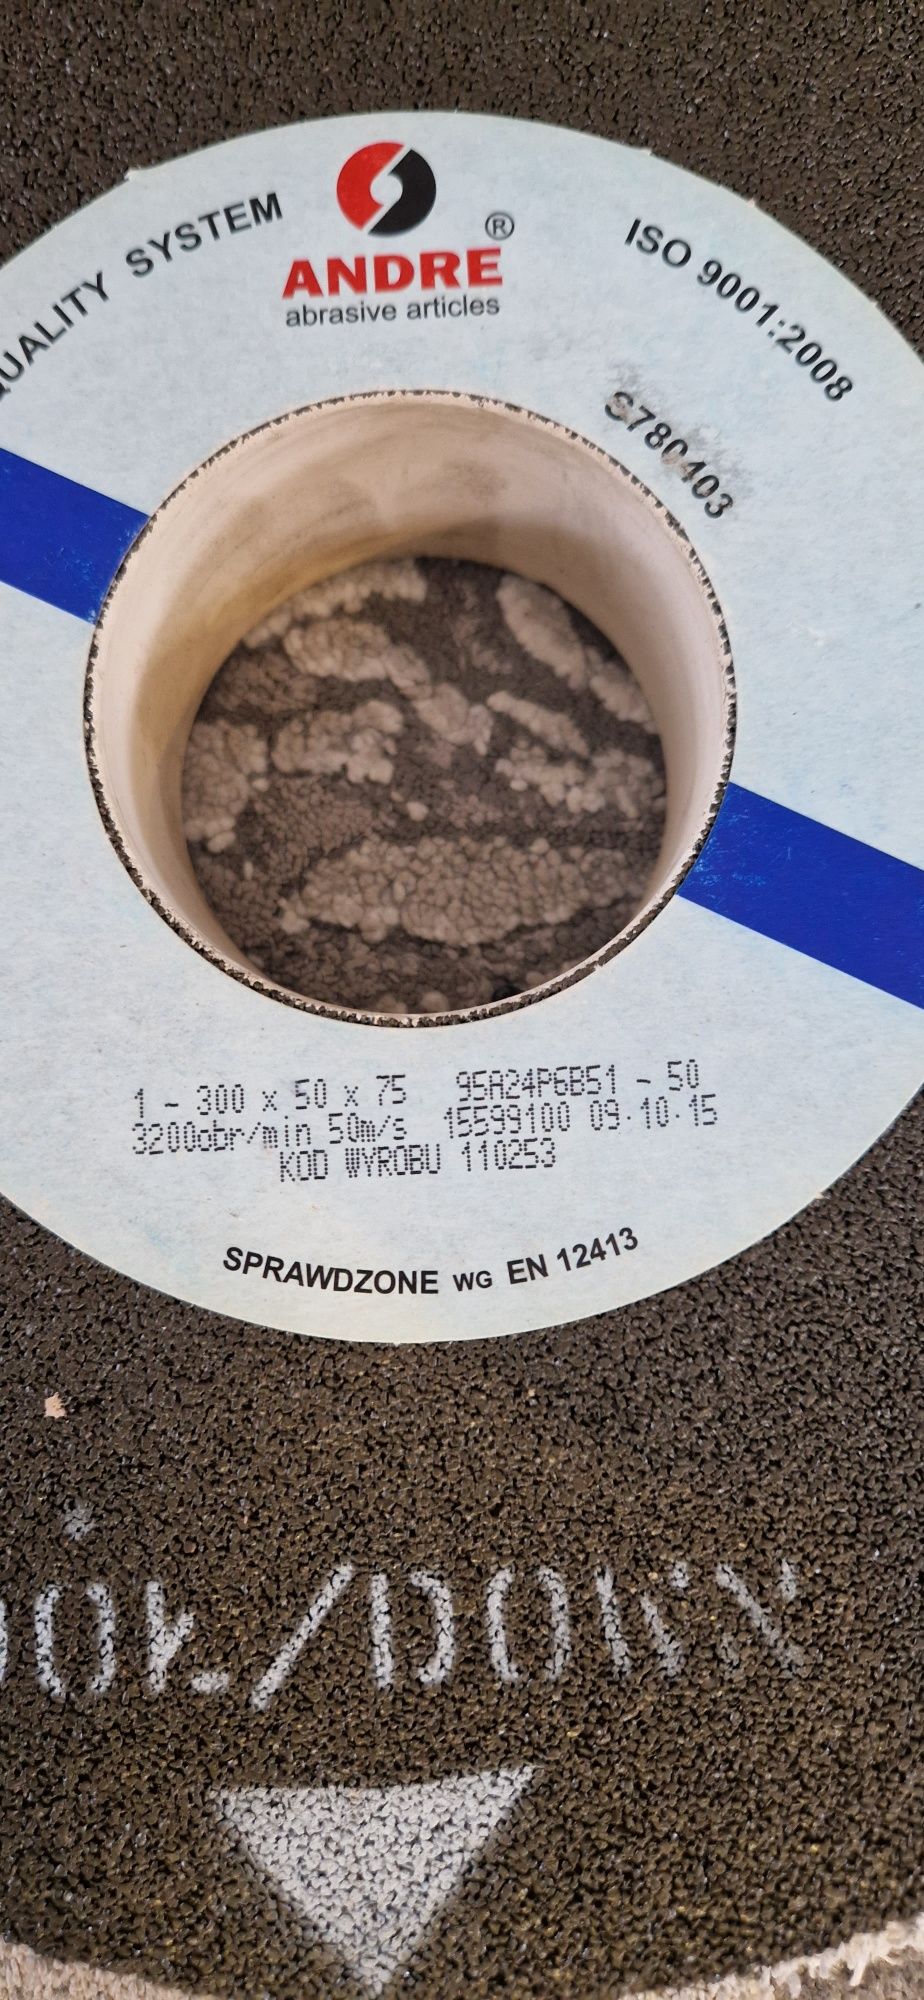 QUALITY SYSTEM
ANDRE®
abrasive articles
ISO 9001:2008
S780403
1 - 300 x 50 x 75 95A24P6B51 - 50
3200obr/min 50m/s 15599100 09.10.15
KOD WYROBU 110253
SPRAWDZONE WG EN 12413
/DOWN